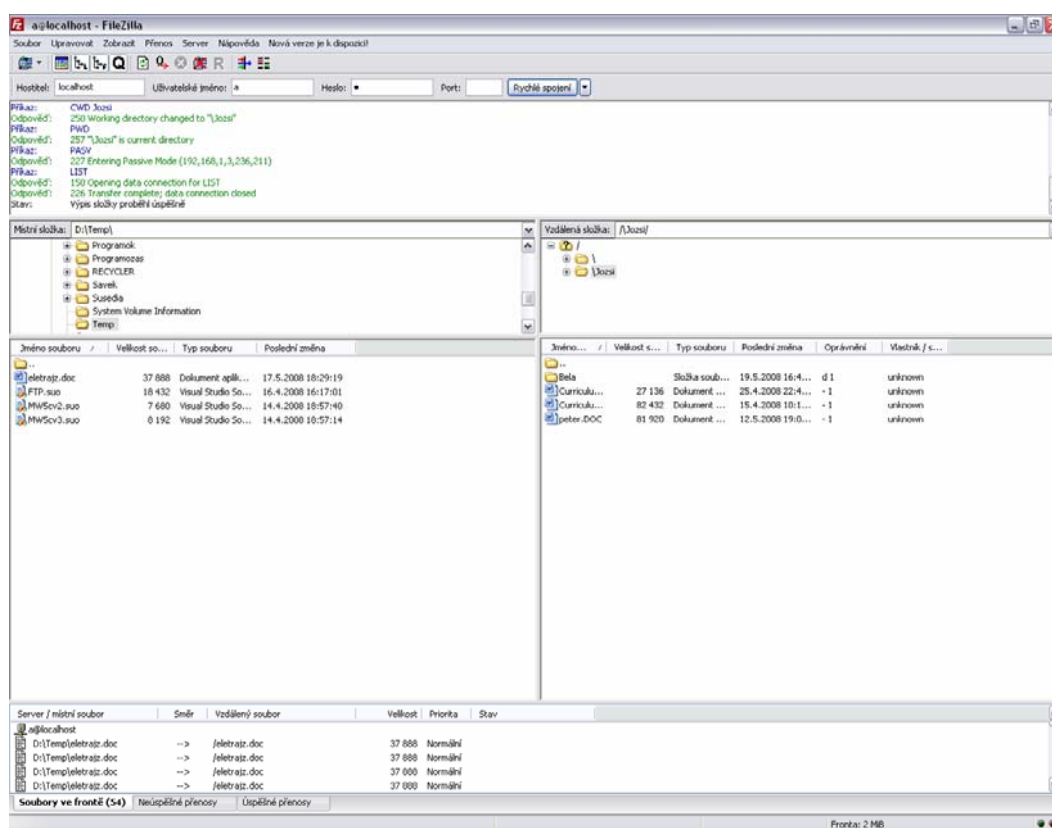 a@localhost - FileZilla
Soubor Upravovat Zobrazit Přenos Server Nápověda Nová verze je k dispozici!
Hostitel: localhost Uživatelské jméno: a Heslo: Port: Rychlé spojení
Příkaz: CWD Jozsi
Odpověď: 250 Working directory changed to "\Jozsi"
Příkaz: PWD
Odpověď: 257 "\Jozsi" is current directory
Příkaz: PASV
Odpověď: 227 Entering Passive Mode (192,168,1,3,236,211)
Příkaz: LIST
Odpověď: 150 Opening data connection for LIST
Odpověď: 226 Transfer complete; data connection closed
Stav: Výpis složky proběhl úspěšně
Místní složka: D:\Temp\
Programok
Programozas
RECYCLER
Savek
Susedia
System Volume Information
Temp
Vzdálená složka: /\Jozsi/
/
\
\Jozsi
Jméno souboru / Velikost so... Typ souboru Poslední změna
..
eletrajz.doc 37 888 Dokument aplik... 17.5.2008 18:29:19
FTP.suo 18 432 Visual Studio So... 16.4.2008 16:17:01
MWScv2.suo 7 680 Visual Studio So... 14.4.2008 18:57:40
MWScv3.suo 8 192 Visual Studio So... 14.4.2008 18:57:14
Jméno... / Velikost s... Typ souboru Poslední změna Oprávnění Vlastník / s...
..
Bela Složka soub... 19.5.2008 16:4... d 1 unknown
Curriculu... 27 136 Dokument ... 25.4.2008 22:4... - 1 unknown
Curriculu... 82 432 Dokument ... 15.4.2008 10:1... - 1 unknown
peter.DOC 81 920 Dokument ... 12.5.2008 19:0... - 1 unknown
Server / místní soubor Směr Vzdálený soubor Velikost Priorita Stav
a@localhost
D:\Temp\eletrajz.doc --> /eletrajz.doc 37 888 Normální
D:\Temp\eletrajz.doc --> /eletrajz.doc 37 888 Normální
D:\Temp\eletrajz.doc --> /eletrajz.doc 37 888 Normální
D:\Temp\eletrajz.doc --> /eletrajz.doc 37 888 Normální
Soubory ve frontě (54) Neúspěšné přenosy Úspěšné přenosy
Fronta: 2 MiB